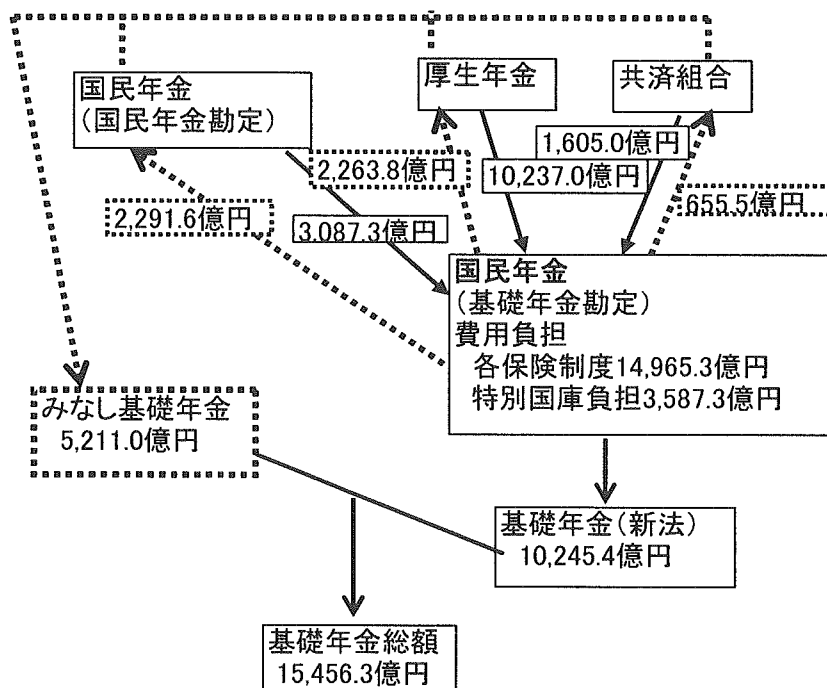 国民年金
(国民年金勘定)
厚生年金
共済組合
1,605.0億円
2,263.8億円
10,237.0億円
2,291.6億円
3,087.3億円
655.5億円
国民年金
(基礎年金勘定)
費用負担
各保険制度14,965.3億円
特別国庫負担3,587.3億円
みなし基礎年金
5,211.0億円
基礎年金(新法)
10,245.4億円
基礎年金総額
15,456.3億円